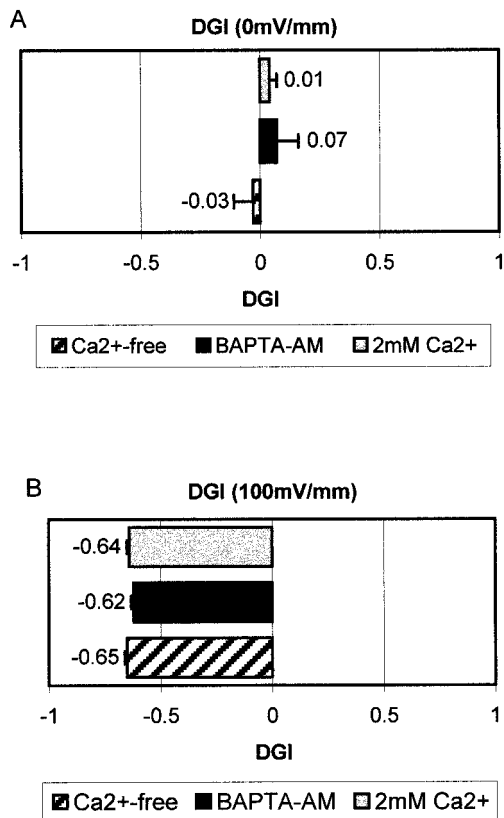 A
DGI (0mV/mm)
0.01
0.07
-0.03
-1 -0.5 0 0.5 1
DGI
Ca2+-free BAPTA-AM 2mM Ca2+
B
DGI (100mV/mm)
-0.64
-0.62
-0.65
-1 -0.5 0 0.5 1
DGI
Ca2+-free BAPTA-AM 2mM Ca2+